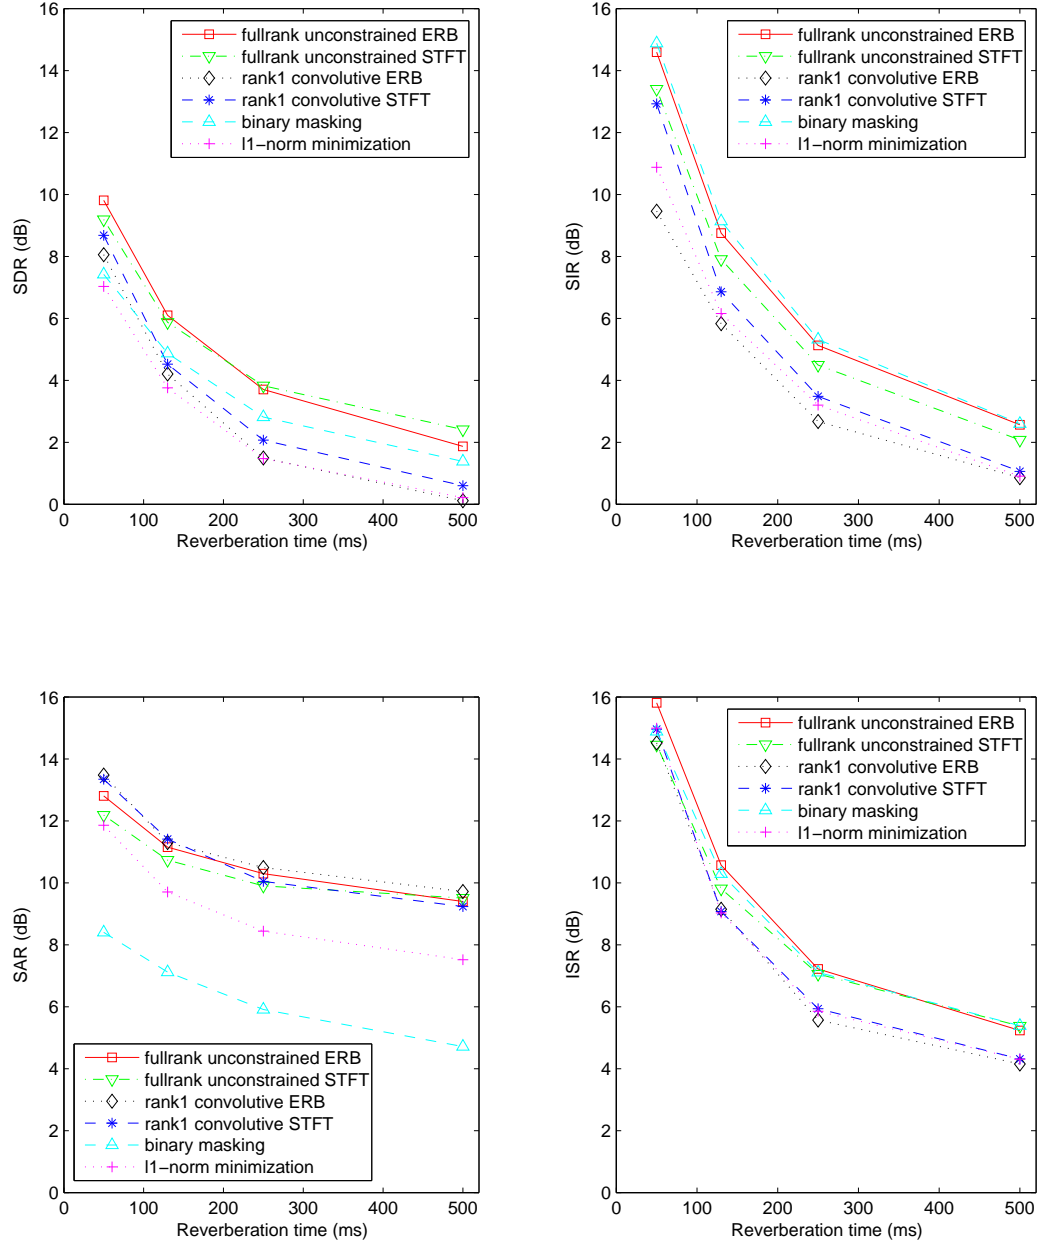 16
14
12
10
8
6
4
2
0
SDR (dB)
fullrank unconstrained ERB
fullrank unconstrained STFT
rank1 convolutive ERB
rank1 convolutive STFT
binary masking
l1−norm minimization
0 100 200 300 400 500
Reverberation time (ms)
16
14
12
10
8
6
4
2
0
SIR (dB)
fullrank unconstrained ERB
fullrank unconstrained STFT
rank1 convolutive ERB
rank1 convolutive STFT
binary masking
l1−norm minimization
0 100 200 300 400 500
Reverberation time (ms)
16
14
12
10
8
6
4
2
0
SAR (dB)
fullrank unconstrained ERB
fullrank unconstrained STFT
rank1 convolutive ERB
rank1 convolutive STFT
binary masking
l1−norm minimization
0 100 200 300 400 500
Reverberation time (ms)
16
14
12
10
8
6
4
2
0
ISR (dB)
fullrank unconstrained ERB
fullrank unconstrained STFT
rank1 convolutive ERB
rank1 convolutive STFT
binary masking
l1−norm minimization
0 100 200 300 400 500
Reverberation time (ms)